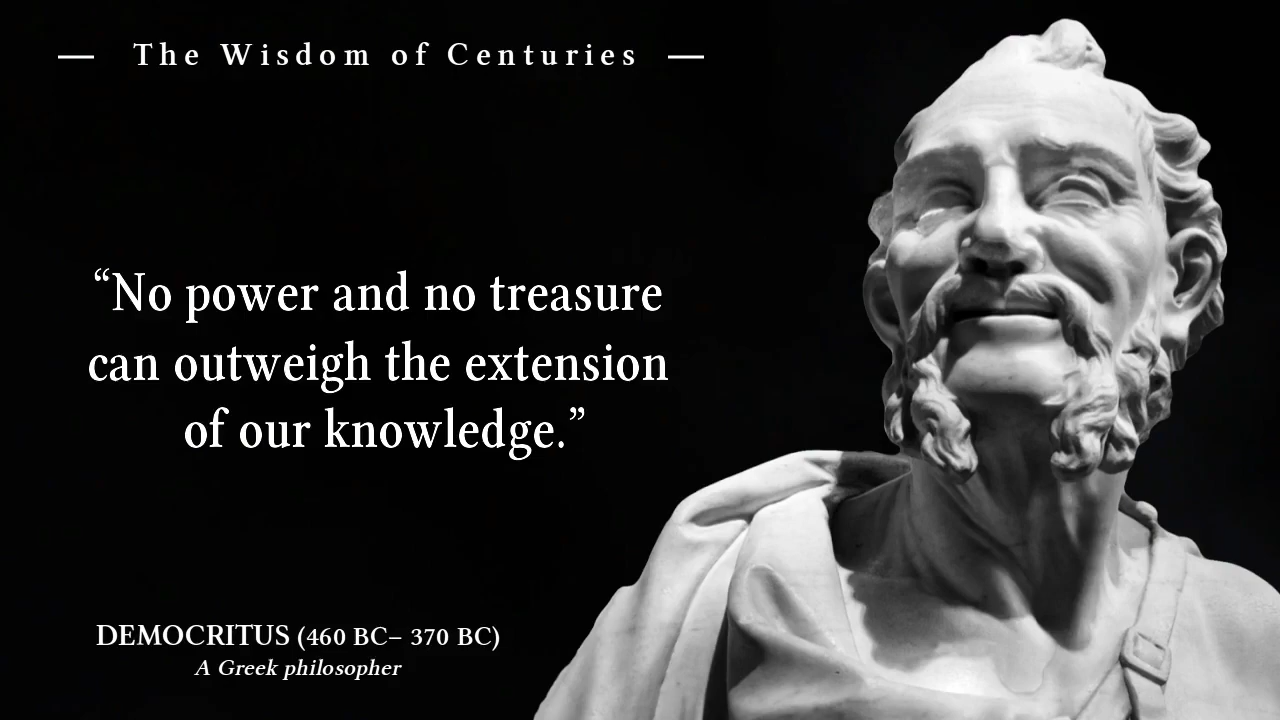 — The Wisdom of Centuries —
“No power and no treasure
can outweigh the extension
of our knowledge.”
DEMOCRITUS (460 BC– 370 BC)
A Greek philosopher